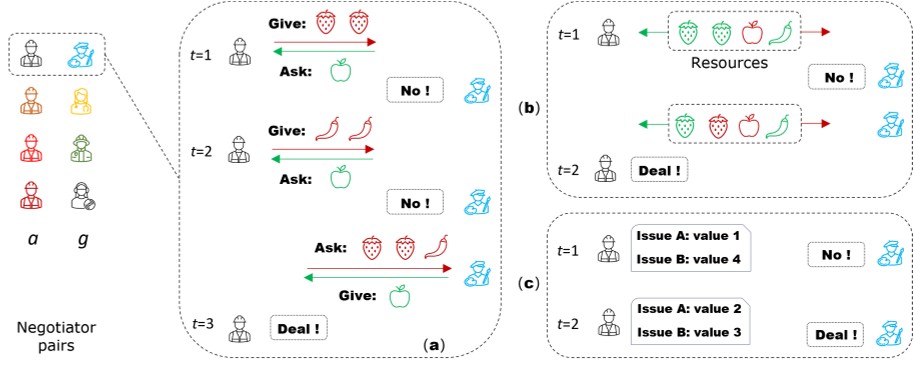 a g
Negotiator
pairs
Give:
t=1
Ask:
No !
Give:
t=2
Ask:
No !
Ask:
Give:
t=3
Deal !
(a)
t=1
Resources
No !
(b)
t=2
Deal !
Issue A: value 1
t=1
Issue B: value 4
No !
(c)
Issue A: value 2
t=2
Issue B: value 3
Deal !